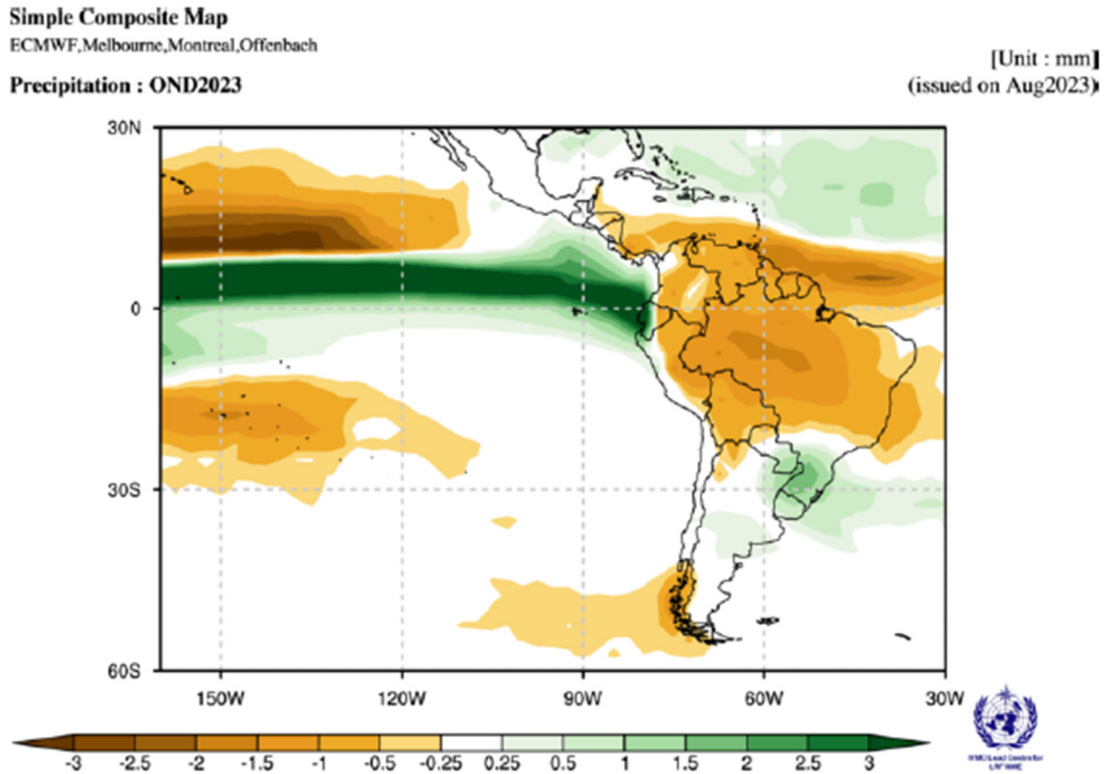 Simple Composite Map
ECMWF,Melbourne,Montreal,Offenbach
[Unit : mm]
Precipitation : OND2023
(issued on Aug2023)
30N
0
30S
60S
150W 120W 90W 60W 30W
-3 -2.5 -2 -1.5 -1 -0.5 -0.25 0.25 0.5 1 1.5 2 2.5 3